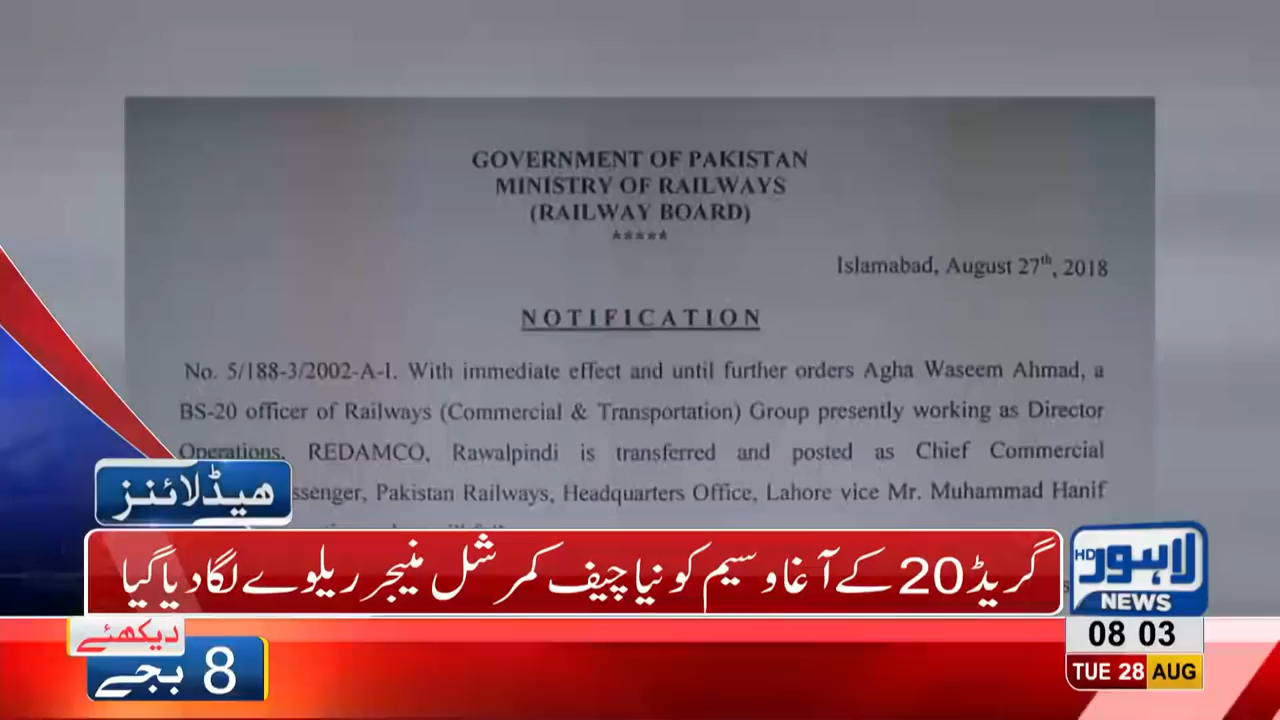 GOVERNMENT OF PAKISTAN
MINISTRY OF RAILWAYS
(RAILWAY BOARD)
*****
Islamabad, August 27th, 2018
NOTIFICATION
No. 5/188-3/2002-A-I. With immediate effect and until further orders Agha Waseem Ahmad, a
BS-20 officer of Railways (Commercial & Transportation) Group presently working as Director
Operations, REDAMCO, Rawalpindi is transferred and posted as Chief Commercial
ssenger, Pakistan Railways, Headquarters Office, Lahore vice Mr. Muhammad Hanif
ھیڈلائنز
گریڈ 20 کے آغا وسیم کو نیا چیف کمرشل منیجر ریلوے لگا دیا گیا
لاہور HD
NEWS
08 03
TUE 28 AUG
دیکھئے
8 بجے